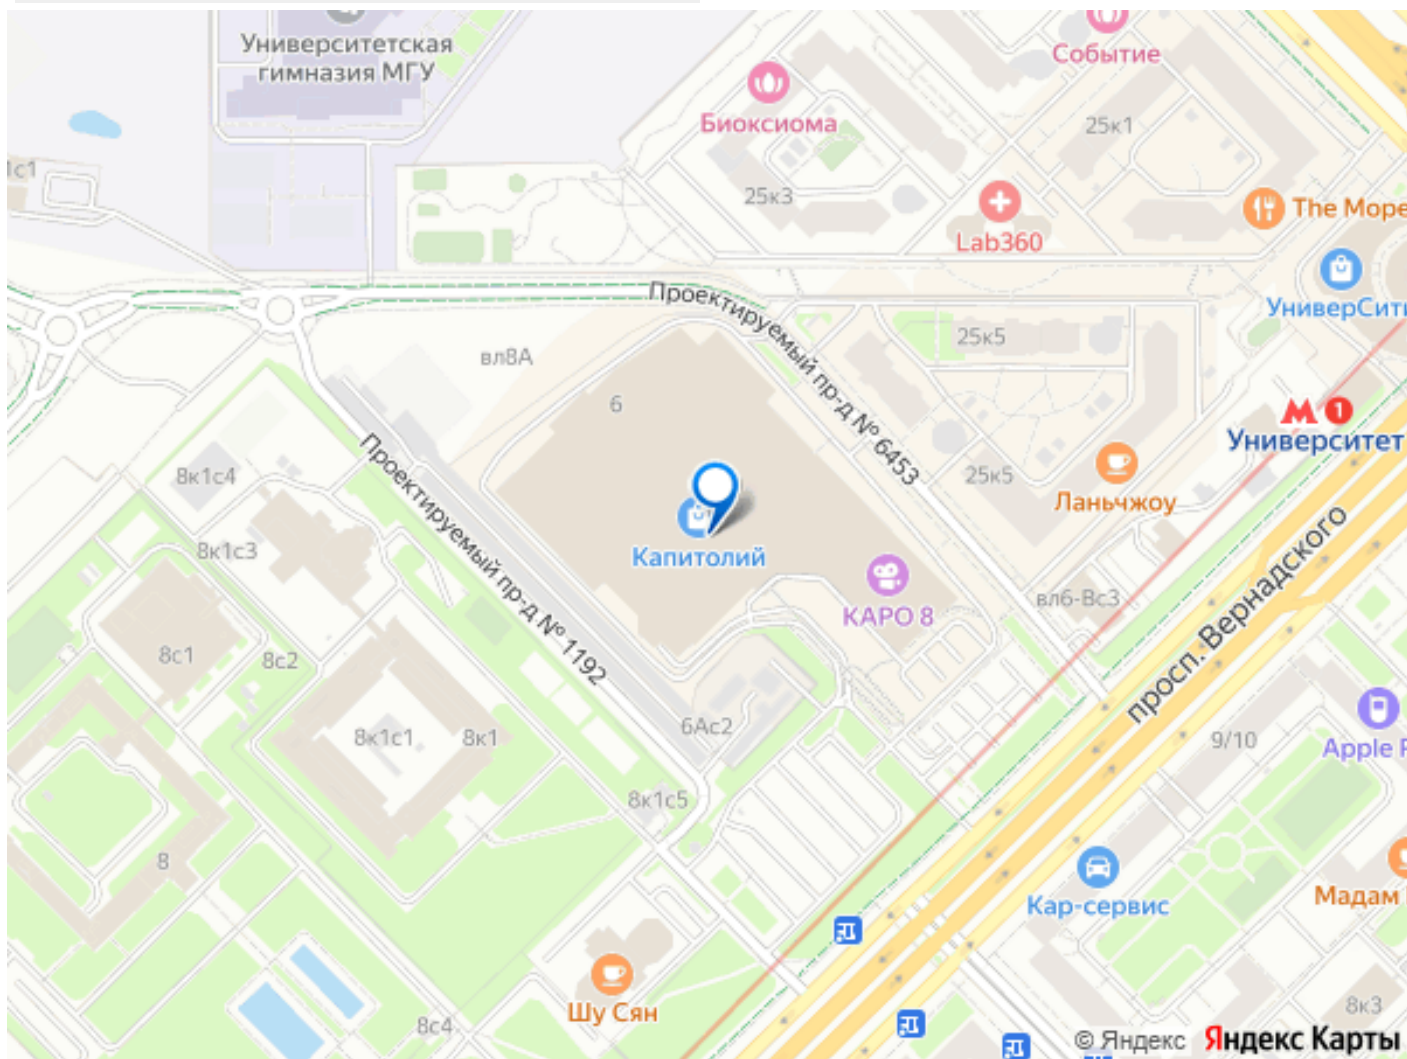 Университетская
гимназия МГУ
Событие
Биоксиома
25к1
1с1
25к3
The Море
Lab360
УниверСити
Проектируемый пр-д № 6453
25к5
вл8А
6
М 1
Университет
Проектируемый пр-д № 1192
8к1с4
25к5
Ланьчжоу
8к1с3
Капитолий
КАРО 8
вл6-Вс3
просп. Вернадского
8с1
8с2
6Ас2
8к1с1
8к1
9/10
Apple P
8к1с5
8
Кар-сервис
Мадам
Шу Сян
8с4
8к3
© Яндекс Яндекс Карты